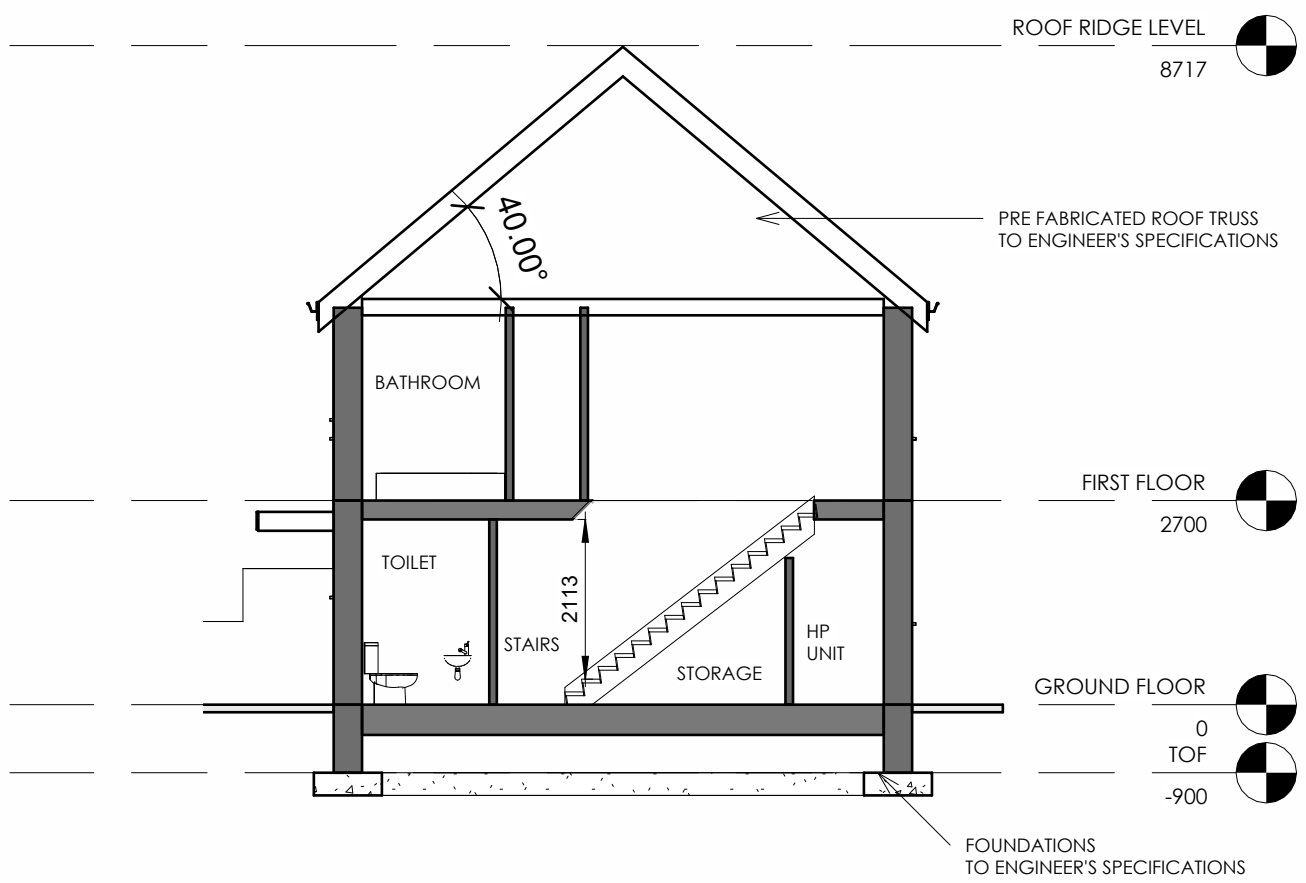 ROOF RIDGE LEVEL
8717
40.00°
PRE FABRICATED ROOF TRUSS
TO ENGINEER'S SPECIFICATIONS
BATHROOM
FIRST FLOOR
2700
TOILET
2113
STAIRS
HP
UNIT
STORAGE
GROUND FLOOR
0
TOF
-900
FOUNDATIONS
TO ENGINEER'S SPECIFICATIONS